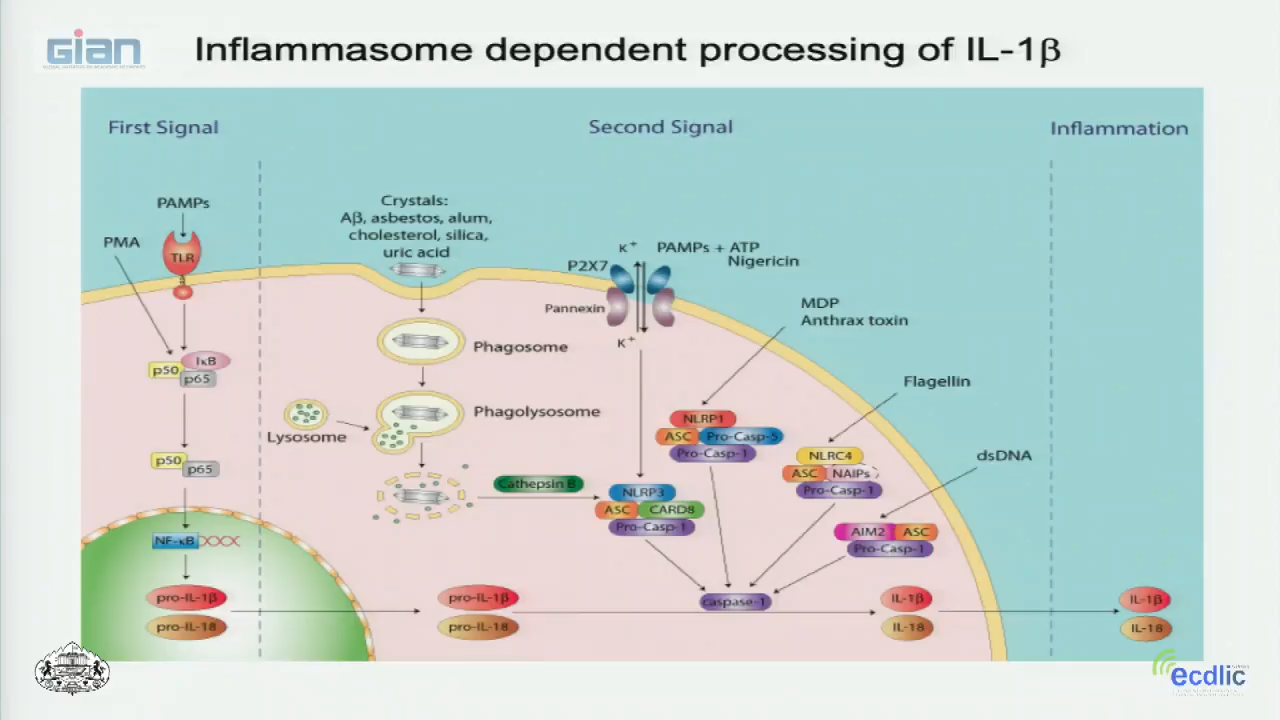 GIAN
Inflammasome dependent processing of IL-1β
First Signal
Second Signal
Inflammation
PAMPs
PMA
TLR
IκB
p50
p65
p50
p65
NF-κB
pro-IL-1β
pro-IL-18
Crystals:
Aβ, asbestos, alum,
cholesterol, silica,
uric acid
Phagosome
Phagolysosome
Lysosome
Cathepsin B
pro-IL-1β
pro-IL-18
K+
PAMPs + ATP
Nigericin
P2X7
Pannexin
K+
NLRP3
ASC
CARD8
Pro-Casp-1
MDP
Anthrax toxin
NLRP1
ASC
Pro-Casp-5
Pro-Casp-1
Flagellin
NLRC4
ASC
NAIPs
Pro-Casp-1
dsDNA
AIM2
ASC
Pro-Casp-1
caspase-1
IL-1β
IL-18
IL-1β
IL-18
ecdlic